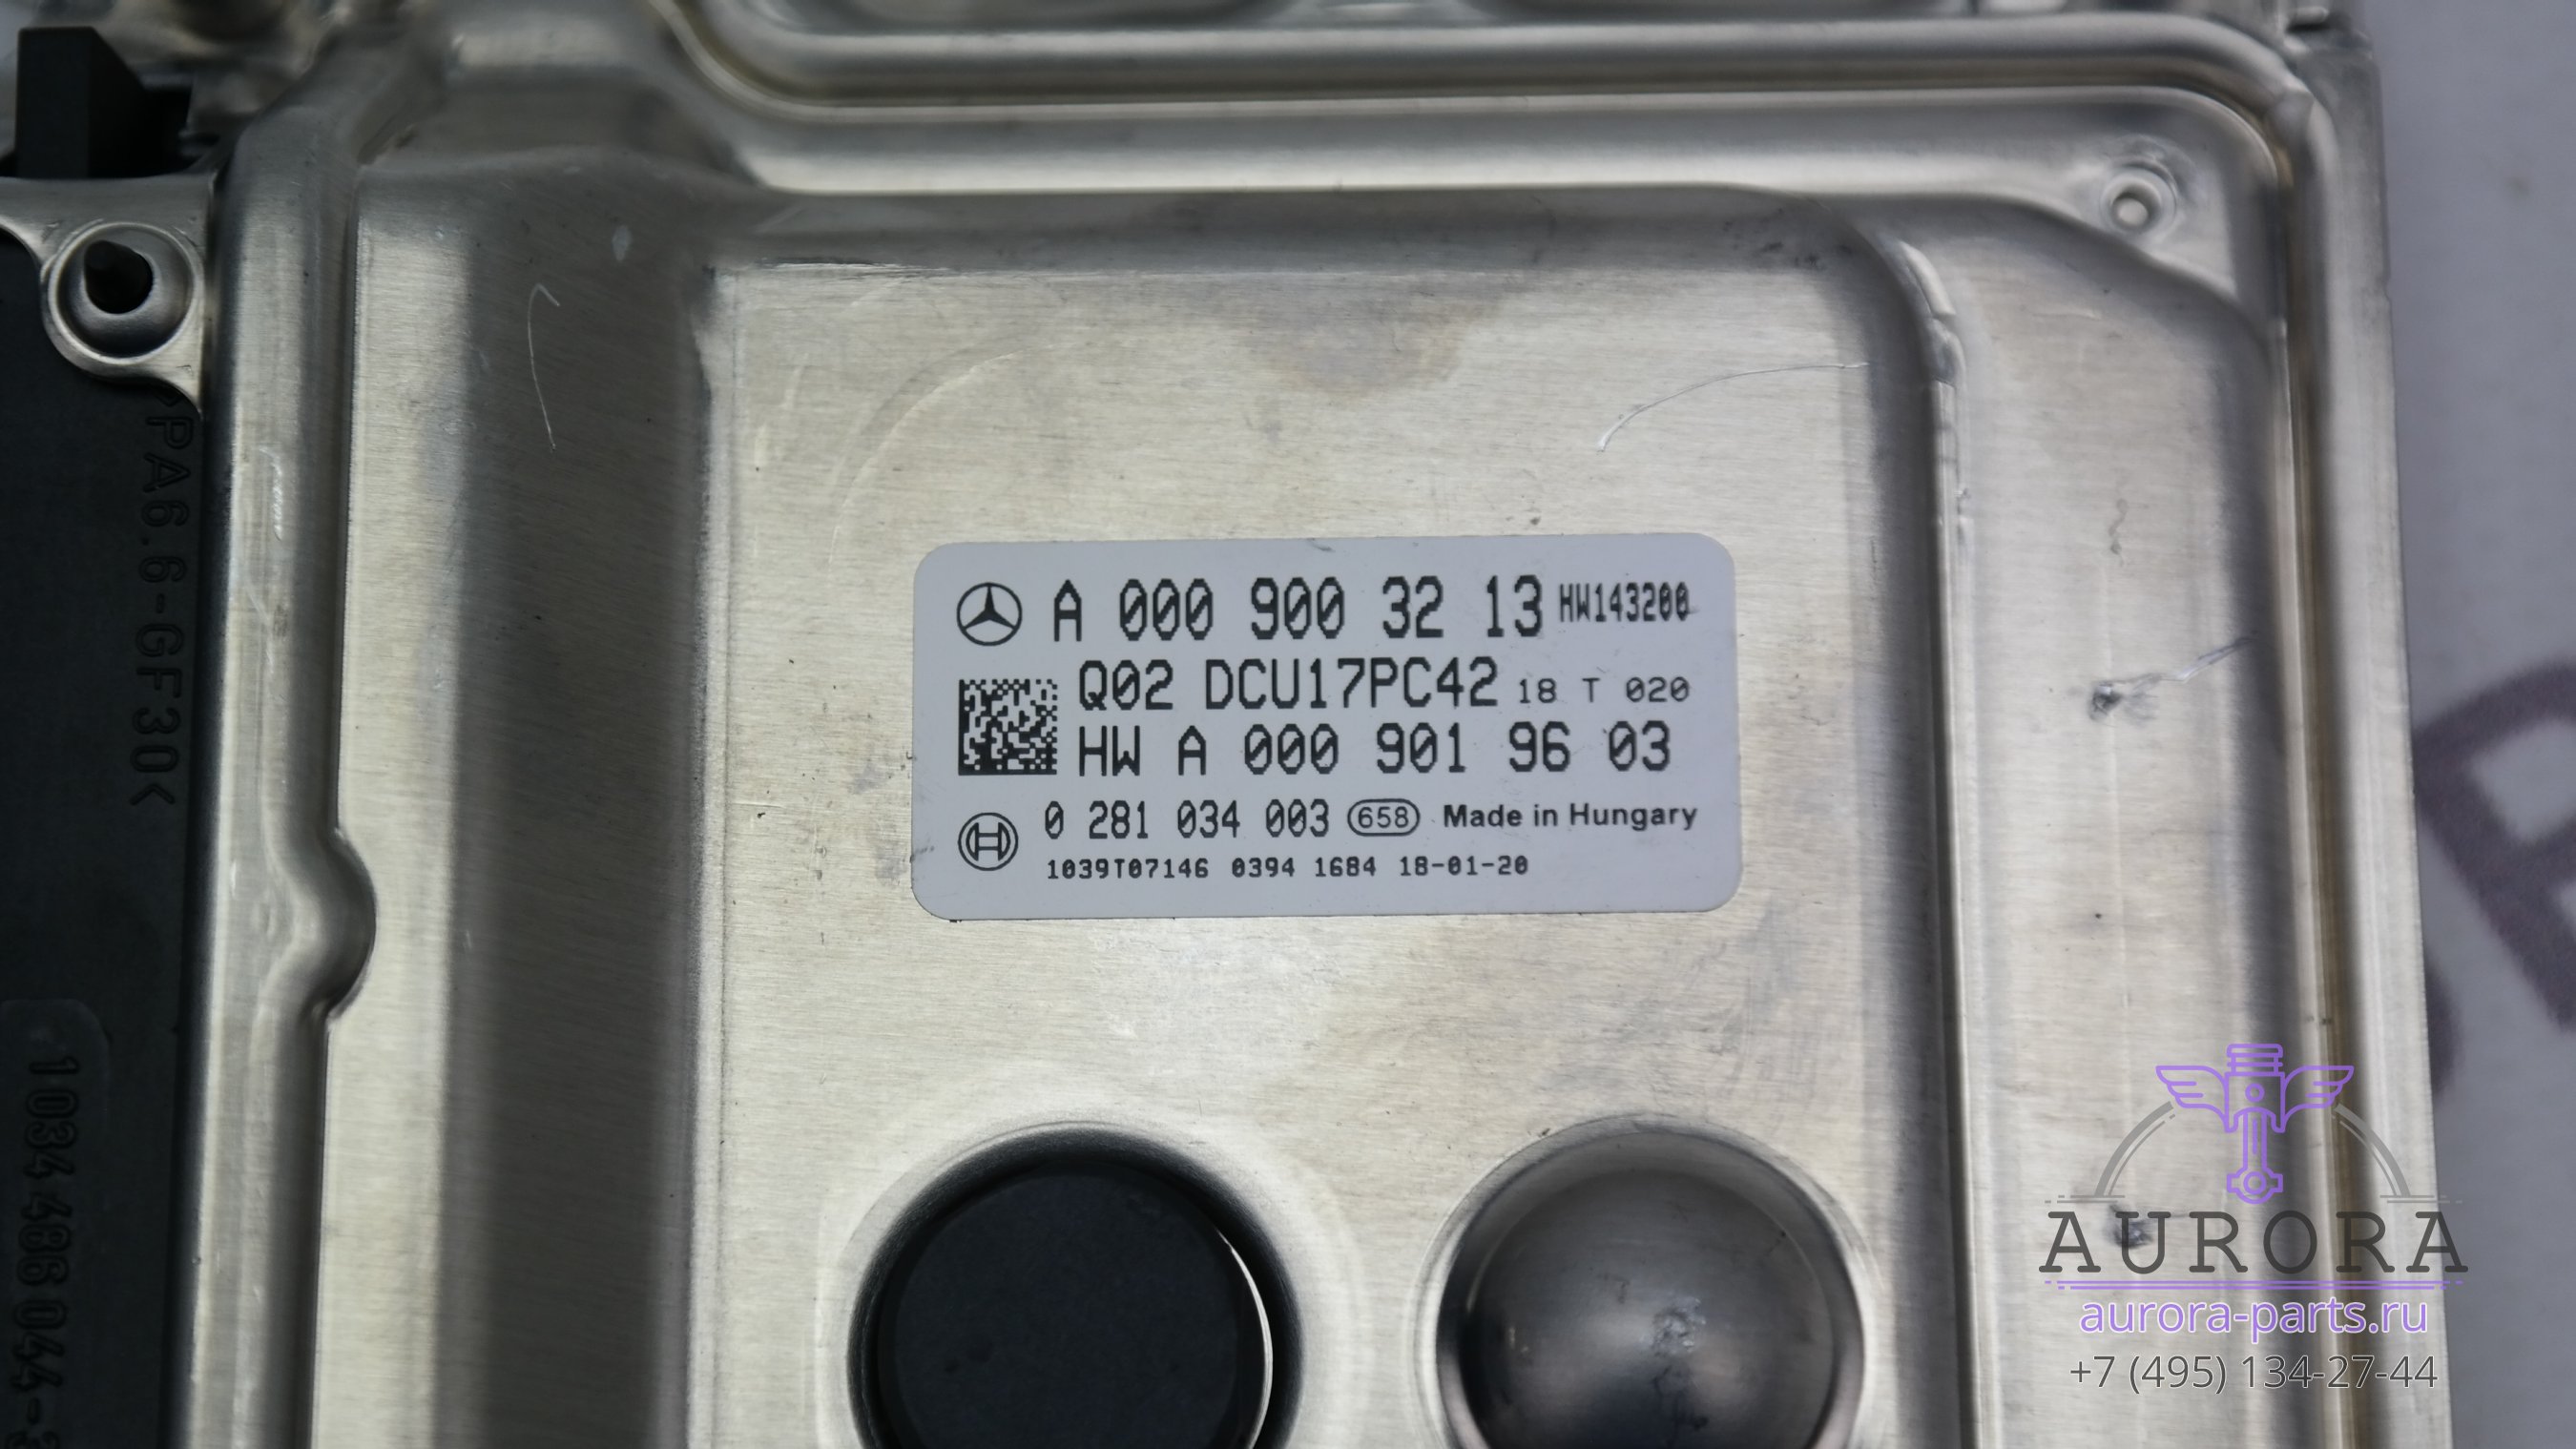 A 000 900 32 13 HW143200
Q02 DCU17PC42 18 T 020
HW A 000 901 96 03
0 281 034 003 658 Made in Hungary
1039T07146 0394 1684 18-01-20
>PA6.6-GF30<
1034486044-
AURORA
aurora-parts.ru
+7 (495) 134-27-44